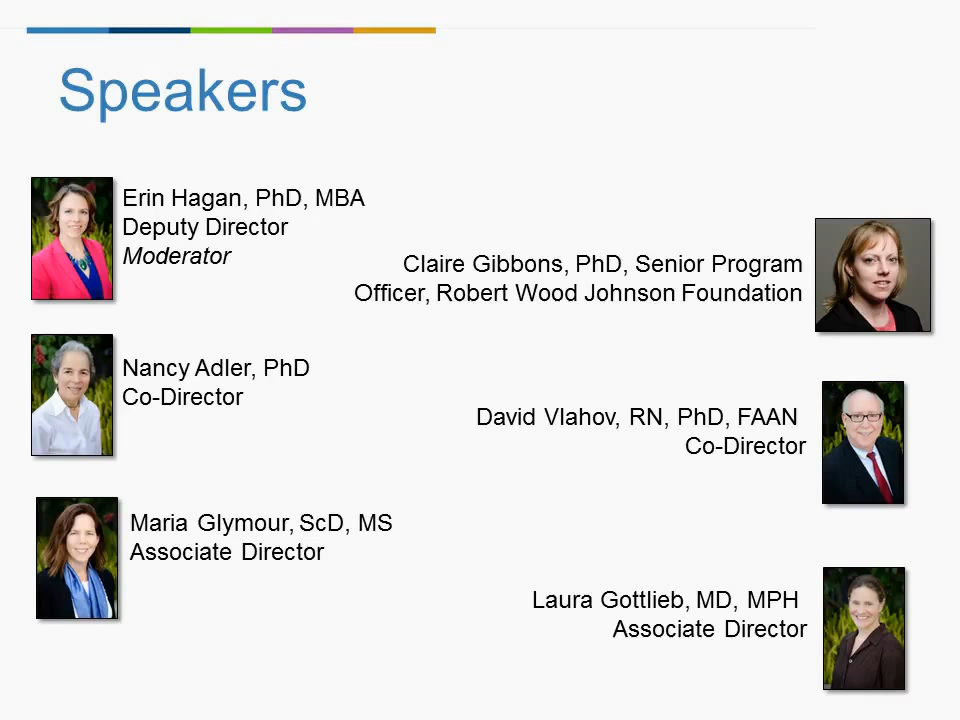 Speakers
Erin Hagan, PhD, MBA
Deputy Director
Moderator
Claire Gibbons, PhD, Senior Program
Officer, Robert Wood Johnson Foundation
Nancy Adler, PhD
Co-Director
David Vlahov, RN, PhD, FAAN
Co-Director
Maria Glymour, ScD, MS
Associate Director
Laura Gottlieb, MD, MPH
Associate Director